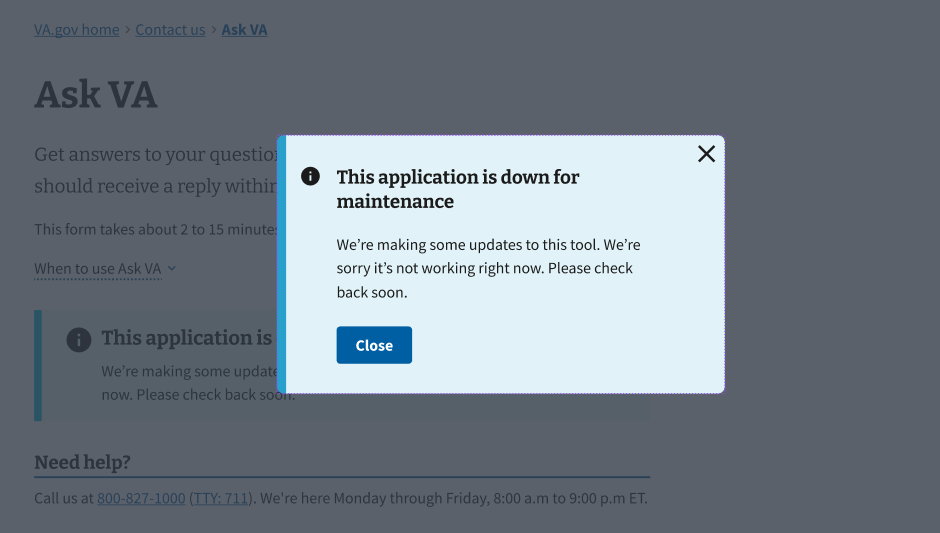 VA.gov home > Contact us > Ask VA
Ask VA
Get answers to your
should receive a reply
This form takes about 2 to 15
When to use Ask VA
This application is
We're making some
now. Please check back soon.
This application is down for
maintenance
We’re making some updates to this tool. We’re
sorry it’s not working right now. Please check
back soon.
Close
Need help?
Call us at 800-827-1000 (TTY: 711). We're here Monday through Friday, 8:00 a.m to 9:00 p.m ET.